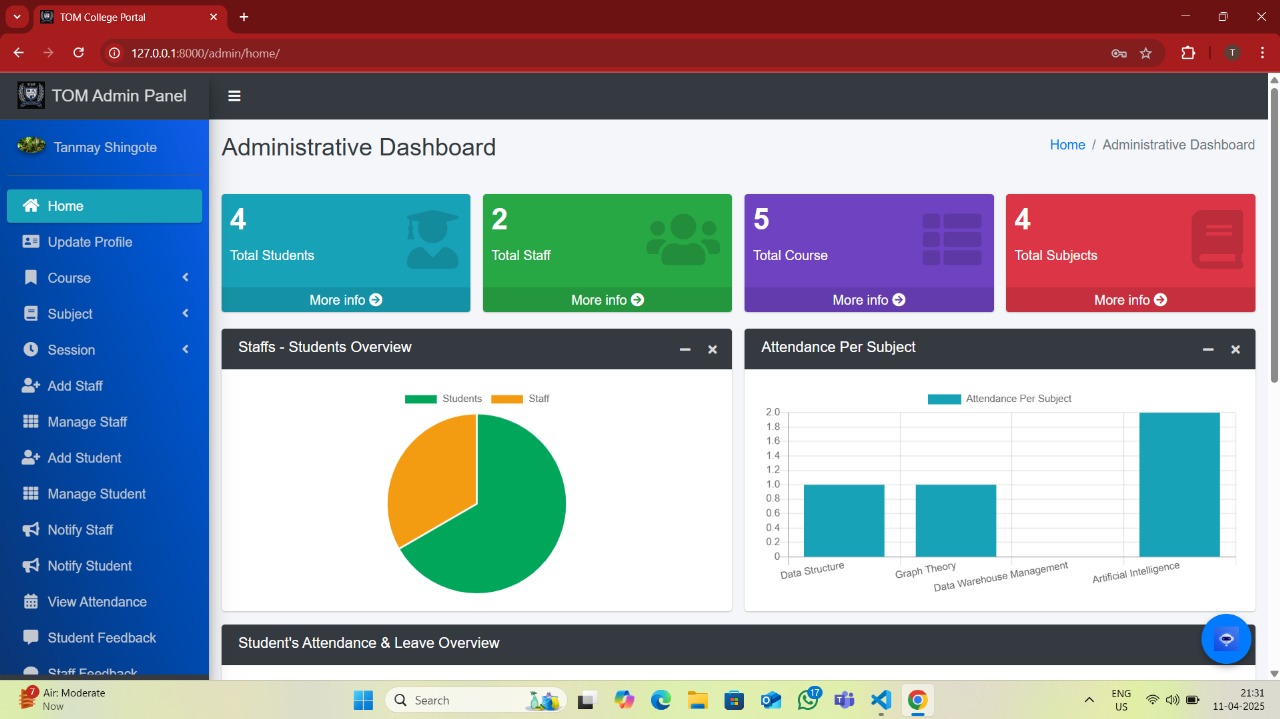 TOM College Portal
127.0.0.1:8000/admin/home/
T
TOM Admin Panel
Tanmay Shingote
Home
Update Profile
Course
Subject
Session
Add Staff
Manage Staff
Add Student
Manage Student
Notify Staff
Notify Student
View Attendance
Student Feedback
Staff Feedback
Administrative Dashboard
Home / Administrative Dashboard
4
Total Students
More info
2
Total Staff
More info
5
Total Course
More info
4
Total Subjects
More info
Staffs - Students Overview
Students Staff
Attendance Per Subject
Attendance Per Subject
2.0
1.8
1.6
1.4
1.2
1.0
0.8
0.6
0.4
0.2
0
Data Structure
Graph Theory
Data Warehouse Management
Artificial Intelligence
Student's Attendance & Leave Overview
7
Air: Moderate
Now
Search
17
ENG
US
21:31
11-04-2025